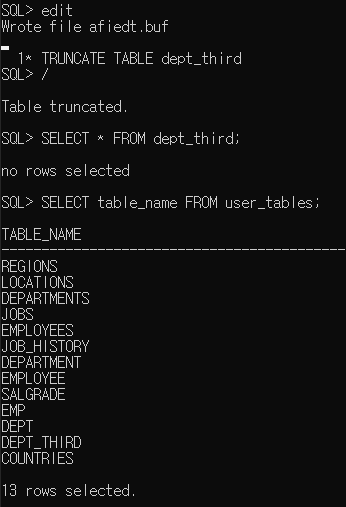 SQL> edit
Wrote file afiedt.buf
1* TRUNCATE TABLE dept_third
SQL> /
Table truncated.
SQL> SELECT * FROM dept_third;
no rows selected
SQL> SELECT table_name FROM user_tables;
TABLE_NAME
--------------------------------------------
REGIONS
LOCATIONS
DEPARTMENTS
JOBS
EMPLOYEES
JOB_HISTORY
DEPARTMENT
EMPLOYEE
SALGRADE
EMP
DEPT
DEPT_THIRD
COUNTRIES
13 rows selected.